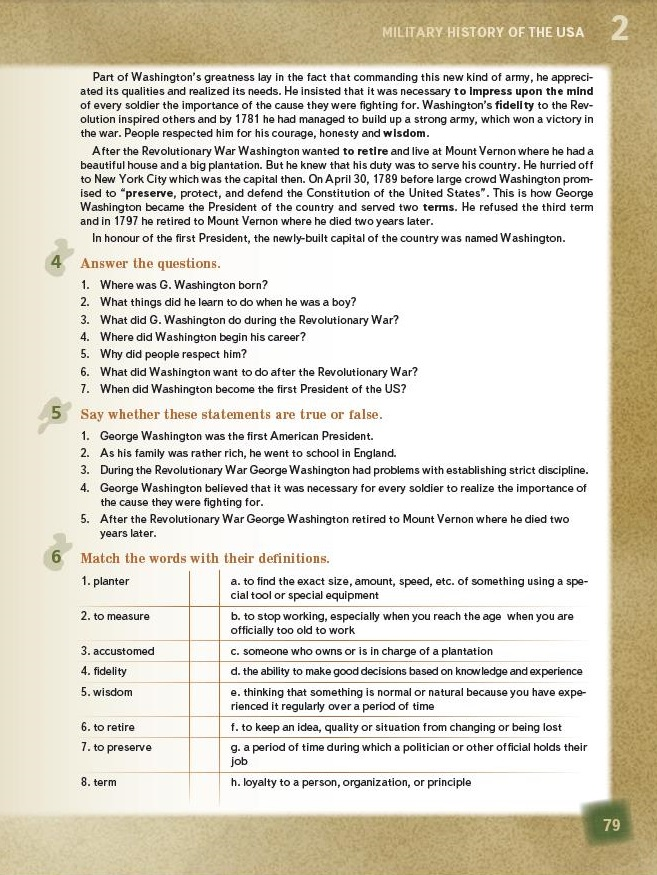 MILITARY HISTORY OF THE USA 2
Part of Washington's greatness lay in the fact that commanding this new kind of army, he appreci-
ated its qualities and realized its needs. He insisted that it was necessary to impress upon the mind
of every soldier the importance of the cause they were fighting for. Washington's fidelity to the Rev-
olution inspired others and by 1781 he had managed to build up a strong army, which won a victory in
the war. People respected him for his courage, honesty and wisdom.
After the Revolutionary War Washington wanted to retire and live at Mount Vernon where he had a
beautiful house and a big plantation. But he knew that his duty was to serve his country. He hurried off
to New York City which was the capital then. On April 30, 1789 before large crowd Washington prom-
ised to "preserve, protect, and defend the Constitution of the United States". This is how George
Washington became the President of the country and served two terms. He refused the third term
and in 1797 he retired to Mount Vernon where he died two years later.
In honour of the first President, the newly-built capital of the country was named Washington.
4 Answer the questions.
1. Where was G. Washington born?
2. What things did he learn to do when he was a boy?
3. What did G. Washington do during the Revolutionary War?
4. Where did Washington begin his career?
5. Why did people respect him?
6. What did Washington want to do after the Revolutionary War?
7. When did Washington become the first President of the US?
5 Say whether these statements are true or false.
1. George Washington was the first American President.
2. As his family was rather rich, he went to school in England.
3. During the Revolutionary War George Washington had problems with establishing strict discipline.
4. George Washington believed that it was necessary for every soldier to realize the importance of
the cause they were fighting for.
5. After the Revolutionary War George Washington retired to Mount Vernon where he died two
years later.
6 Match the words with their definitions.
1. planter a. to find the exact size, amount, speed, etc. of something using a spe-
cial tool or special equipment
2. to measure b. to stop working, especially when you reach the age when you are
officially too old to work
3. accustomed c. someone who owns or is in charge of a plantation
4. fidelity d. the ability to make good decisions based on knowledge and experience
5. wisdom e. thinking that something is normal or natural because you have expe-
rienced it regularly over a period of time
6. to retire f. to keep an idea, quality or situation from changing or being lost
7. to preserve g. a period of time during which a politician or other official holds their
job
8. term h. loyalty to a person, organization, or principle
79